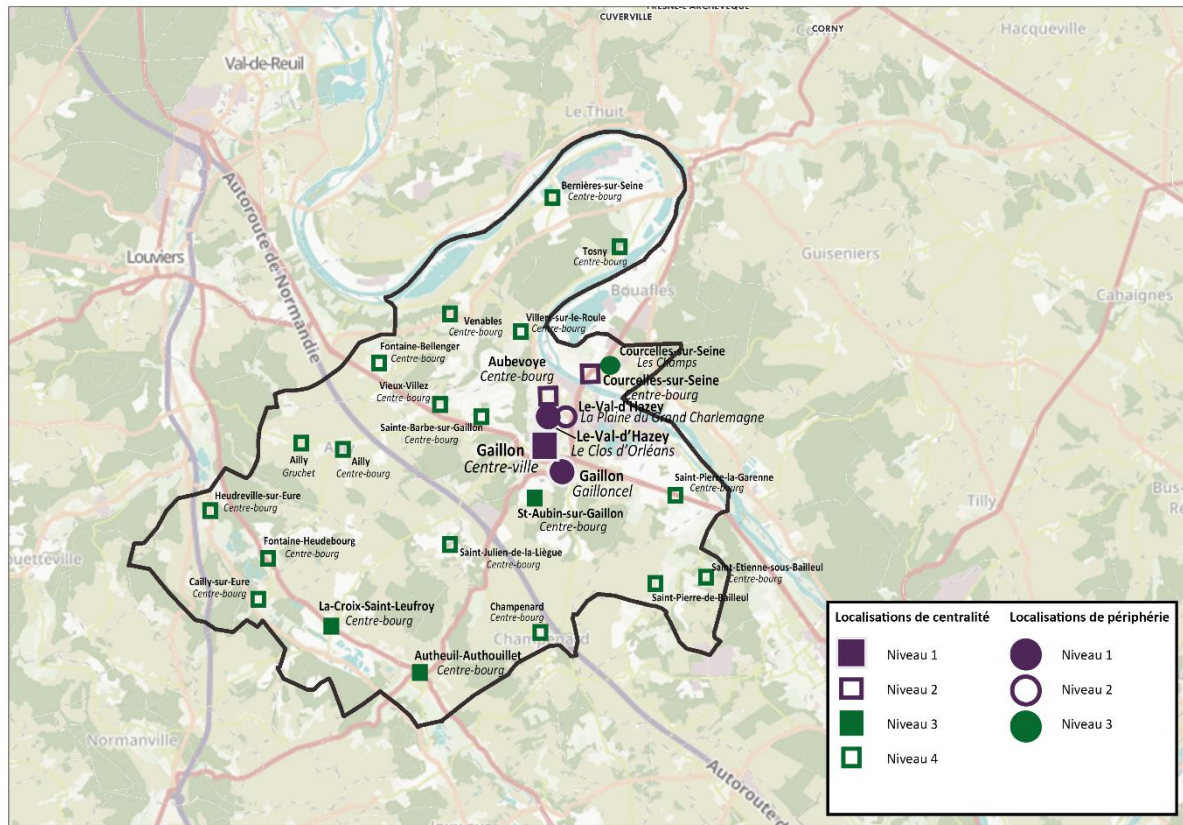 CUVERVILLE
CORNY
Hacqueville
Val-de-Reuil
Le Thuit
Bernières-sur-Seine
Centre-bourg
Tosny
Centre-bourg
Louviers
Guiseniers
Bouafles
Cahaignes
Autoroute de Normandie
Venables
Centre-bourg
Villers-sur-le-Roule
Centre-bourg
Fontaine-Bellenger
Centre-bourg
Aubevoye
Centre-bourg
Courcelles-sur-Seine
Les Champs
Courcelles-sur-Seine
Centre-bourg
Vieux-Villez
Centre-bourg
Le-Val-d'Hazey
La Plaine du Grand Charlemagne
Sainte-Barbe-sur-Gaillon
Centre-bourg
Le-Val-d'Hazey
Le Clos d'Orléans
Gaillon
Centre-ville
Ailly
Gruchet
Ailly
Centre-bourg
Gaillon
Gailloncel
Saint-Pierre-la-Garenne
Centre-bourg
Tilly
Heudreville-sur-Eure
Centre-bourg
St-Aubin-sur-Gaillon
Centre-bourg
Fontaine-Heudebourg
Centre-bourg
Saint-Julien-de-la-Liègue
Centre-bourg
Cailly-sur-Eure
Centre-bourg
Saint-Etienne-sous-Bailleul
Centre-bourg
Saint-Pierre-de-Bailleul
La-Croix-Saint-Leufroy
Centre-bourg
Champenard
Centre-bourg
Champenard
Autheuil-Authouillet
Centre-bourg
Normanville
Autoroute de
Localisations de centralité
Niveau 1
Niveau 2
Niveau 3
Niveau 4
Localisations de périphérie
Niveau 1
Niveau 2
Niveau 3